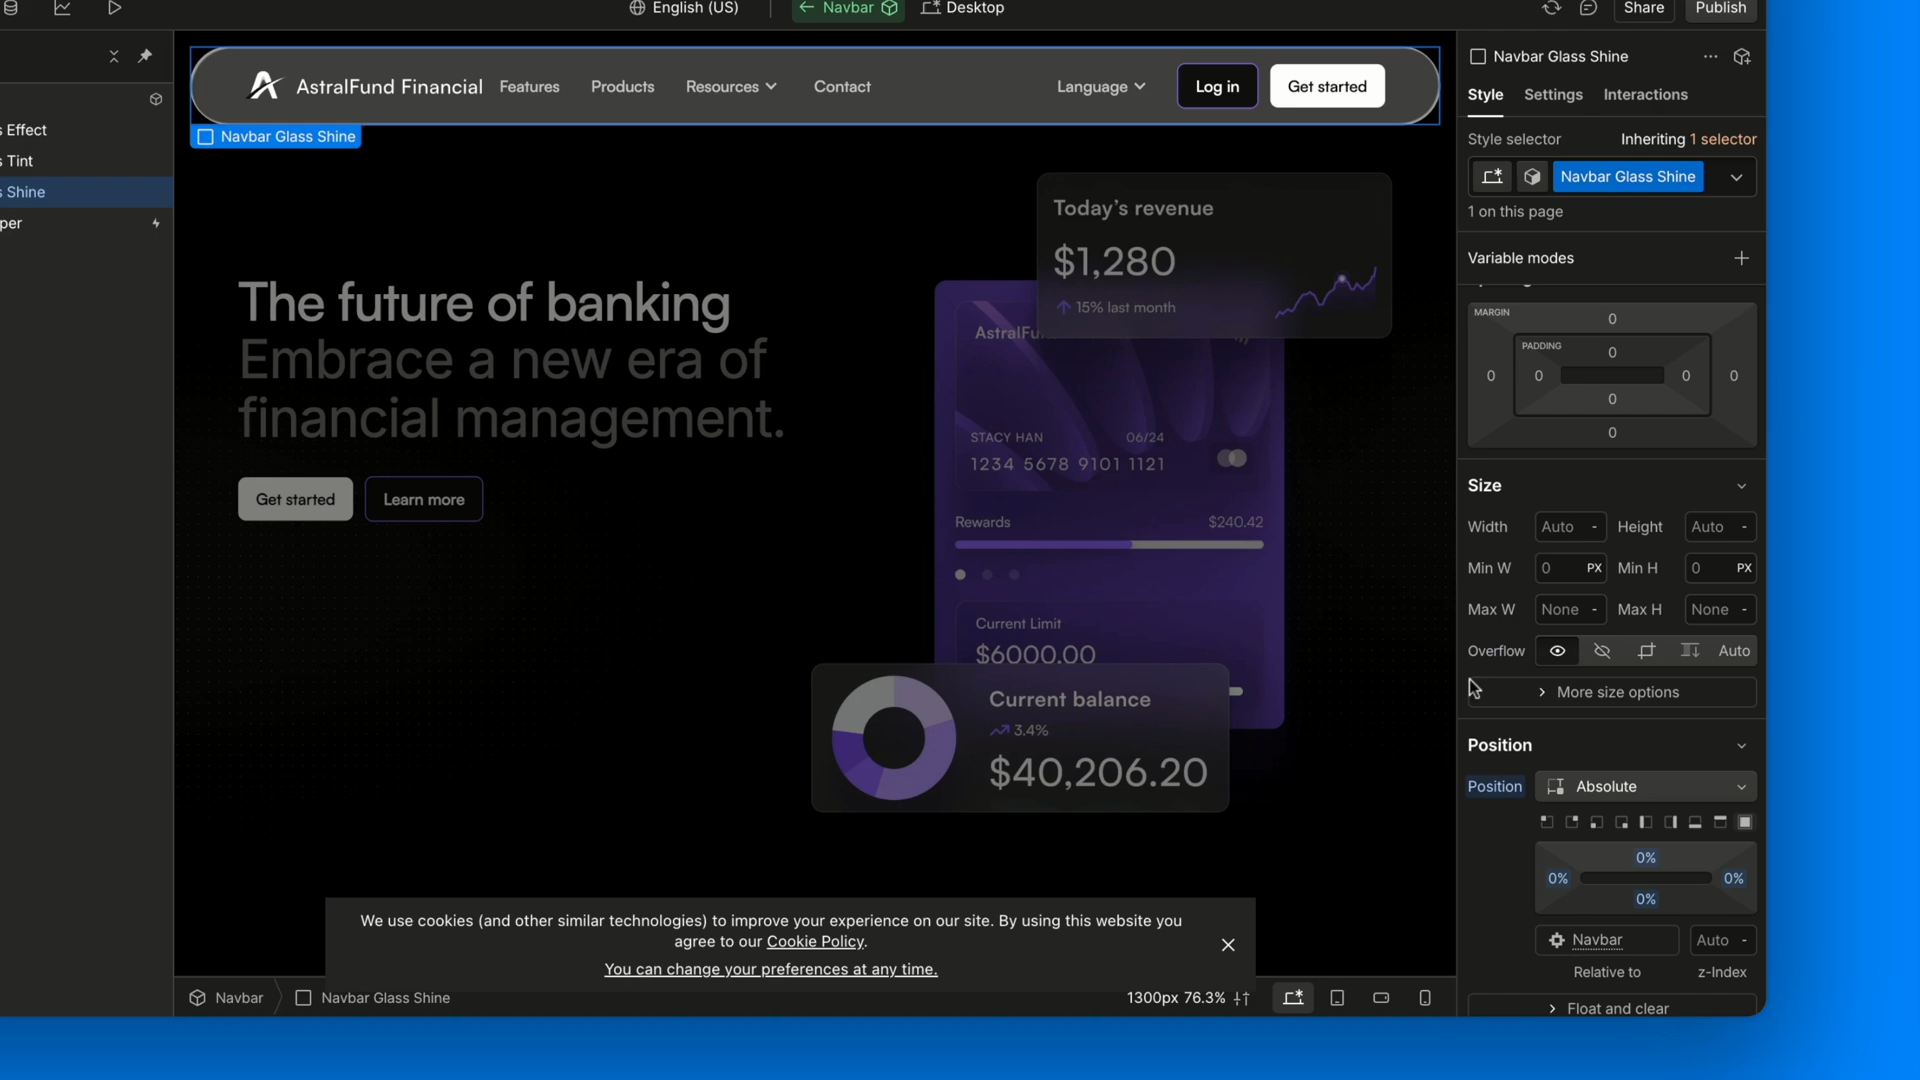 English (US)
Navbar
Desktop
Share
Publish
s Effect
s Tint
s Shine
per
AstralFund Financial
Features
Products
Resources
Contact
Language
Log in
Get started
Navbar Glass Shine
The future of banking
Embrace a new era of
financial management.
Get started
Learn more
Today's revenue
$1,280
15% last month
AstralFu
STACY HAN
06/24
1234 5678 9101 1121
Rewards
$240.42
Current Limit
$6000.00
Current balance
3.4%
$40,206.20
We use cookies (and other similar technologies) to improve your experience on our site. By using this website you
agree to our Cookie Policy.
You can change your preferences at any time.
Navbar
Navbar Glass Shine
1300px 76.3%
Navbar Glass Shine
Style
Settings
Interactions
Style selector
Inheriting 1 selector
Navbar Glass Shine
1 on this page
Variable modes
MARGIN
0
PADDING
0
0 0 0 0
0
0
Size
Width Auto - Height Auto -
Min W 0 PX Min H 0 PX
Max W None - Max H None -
Overflow Auto
More size options
Position
Position Absolute
0%
0% 0%
0%
Navbar Auto -
Relative to z-Index
Float and clear